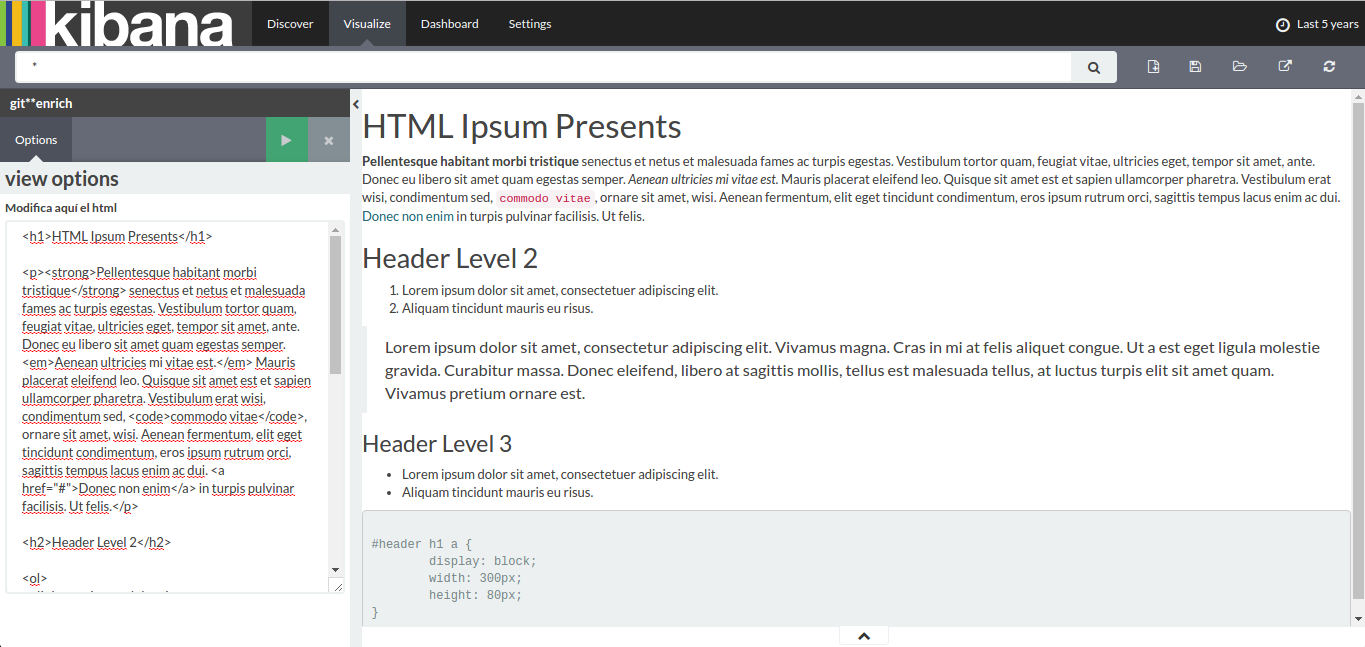 kibana
Discover
Visualize
Dashboard
Settings
Last 5 years
*
git**enrich
Options
view options
Modifica aquí el html
<h1>HTML Ipsum Presents</h1>
<p><strong>Pellentesque habitant morbi
tristique</strong> senectus et netus et malesuada
fames ac turpis egestas. Vestibulum tortor quam,
feugiat vitae, ultricies eget, tempor sit amet, ante.
Donec eu libero sit amet quam egestas semper.
<em>Aenean ultricies mi vitae est.</em> Mauris
placerat eleifend leo. Quisque sit amet est et sapien
ullamcorper pharetra. Vestibulum erat wisi,
condimentum sed, <code>commodo vitae</code>,
ornare sit amet, wisi. Aenean fermentum, elit eget
tincidunt condimentum, eros ipsum rutrum orci,
sagittis tempus lacus enim ac dui. <a
href="#">Donec non enim</a> in turpis pulvinar
facilisis. Ut felis.</p>
<h2>Header Level 2</h2>
<ol>
HTML Ipsum Presents
Pellentesque habitant morbi tristique senectus et netus et malesuada fames ac turpis egestas. Vestibulum tortor quam, feugiat vitae, ultricies eget, tempor sit amet, ante.
Donec eu libero sit amet quam egestas semper. Aenean ultricies mi vitae est. Mauris placerat eleifend leo. Quisque sit amet est et sapien ullamcorper pharetra. Vestibulum erat
wisi, condimentum sed, commodo vitae, ornare sit amet, wisi. Aenean fermentum, elit eget tincidunt condimentum, eros ipsum rutrum orci, sagittis tempus lacus enim ac dui.
Donec non enim in turpis pulvinar facilisis. Ut felis.
Header Level 2
1. Lorem ipsum dolor sit amet, consectetuer adipiscing elit.
2. Aliquam tincidunt mauris eu risus.
Lorem ipsum dolor sit amet, consectetur adipiscing elit. Vivamus magna. Cras in mi at felis aliquet congue. Ut a est eget ligula molestie
gravida. Curabitur massa. Donec eleifend, libero at sagittis mollis, tellus est malesuada tellus, at luctus turpis elit sit amet quam.
Vivamus pretium ornare est.
Header Level 3
• Lorem ipsum dolor sit amet, consectetuer adipiscing elit.
• Aliquam tincidunt mauris eu risus.
#header h1 a {
display: block;
width: 300px;
height: 80px;
}